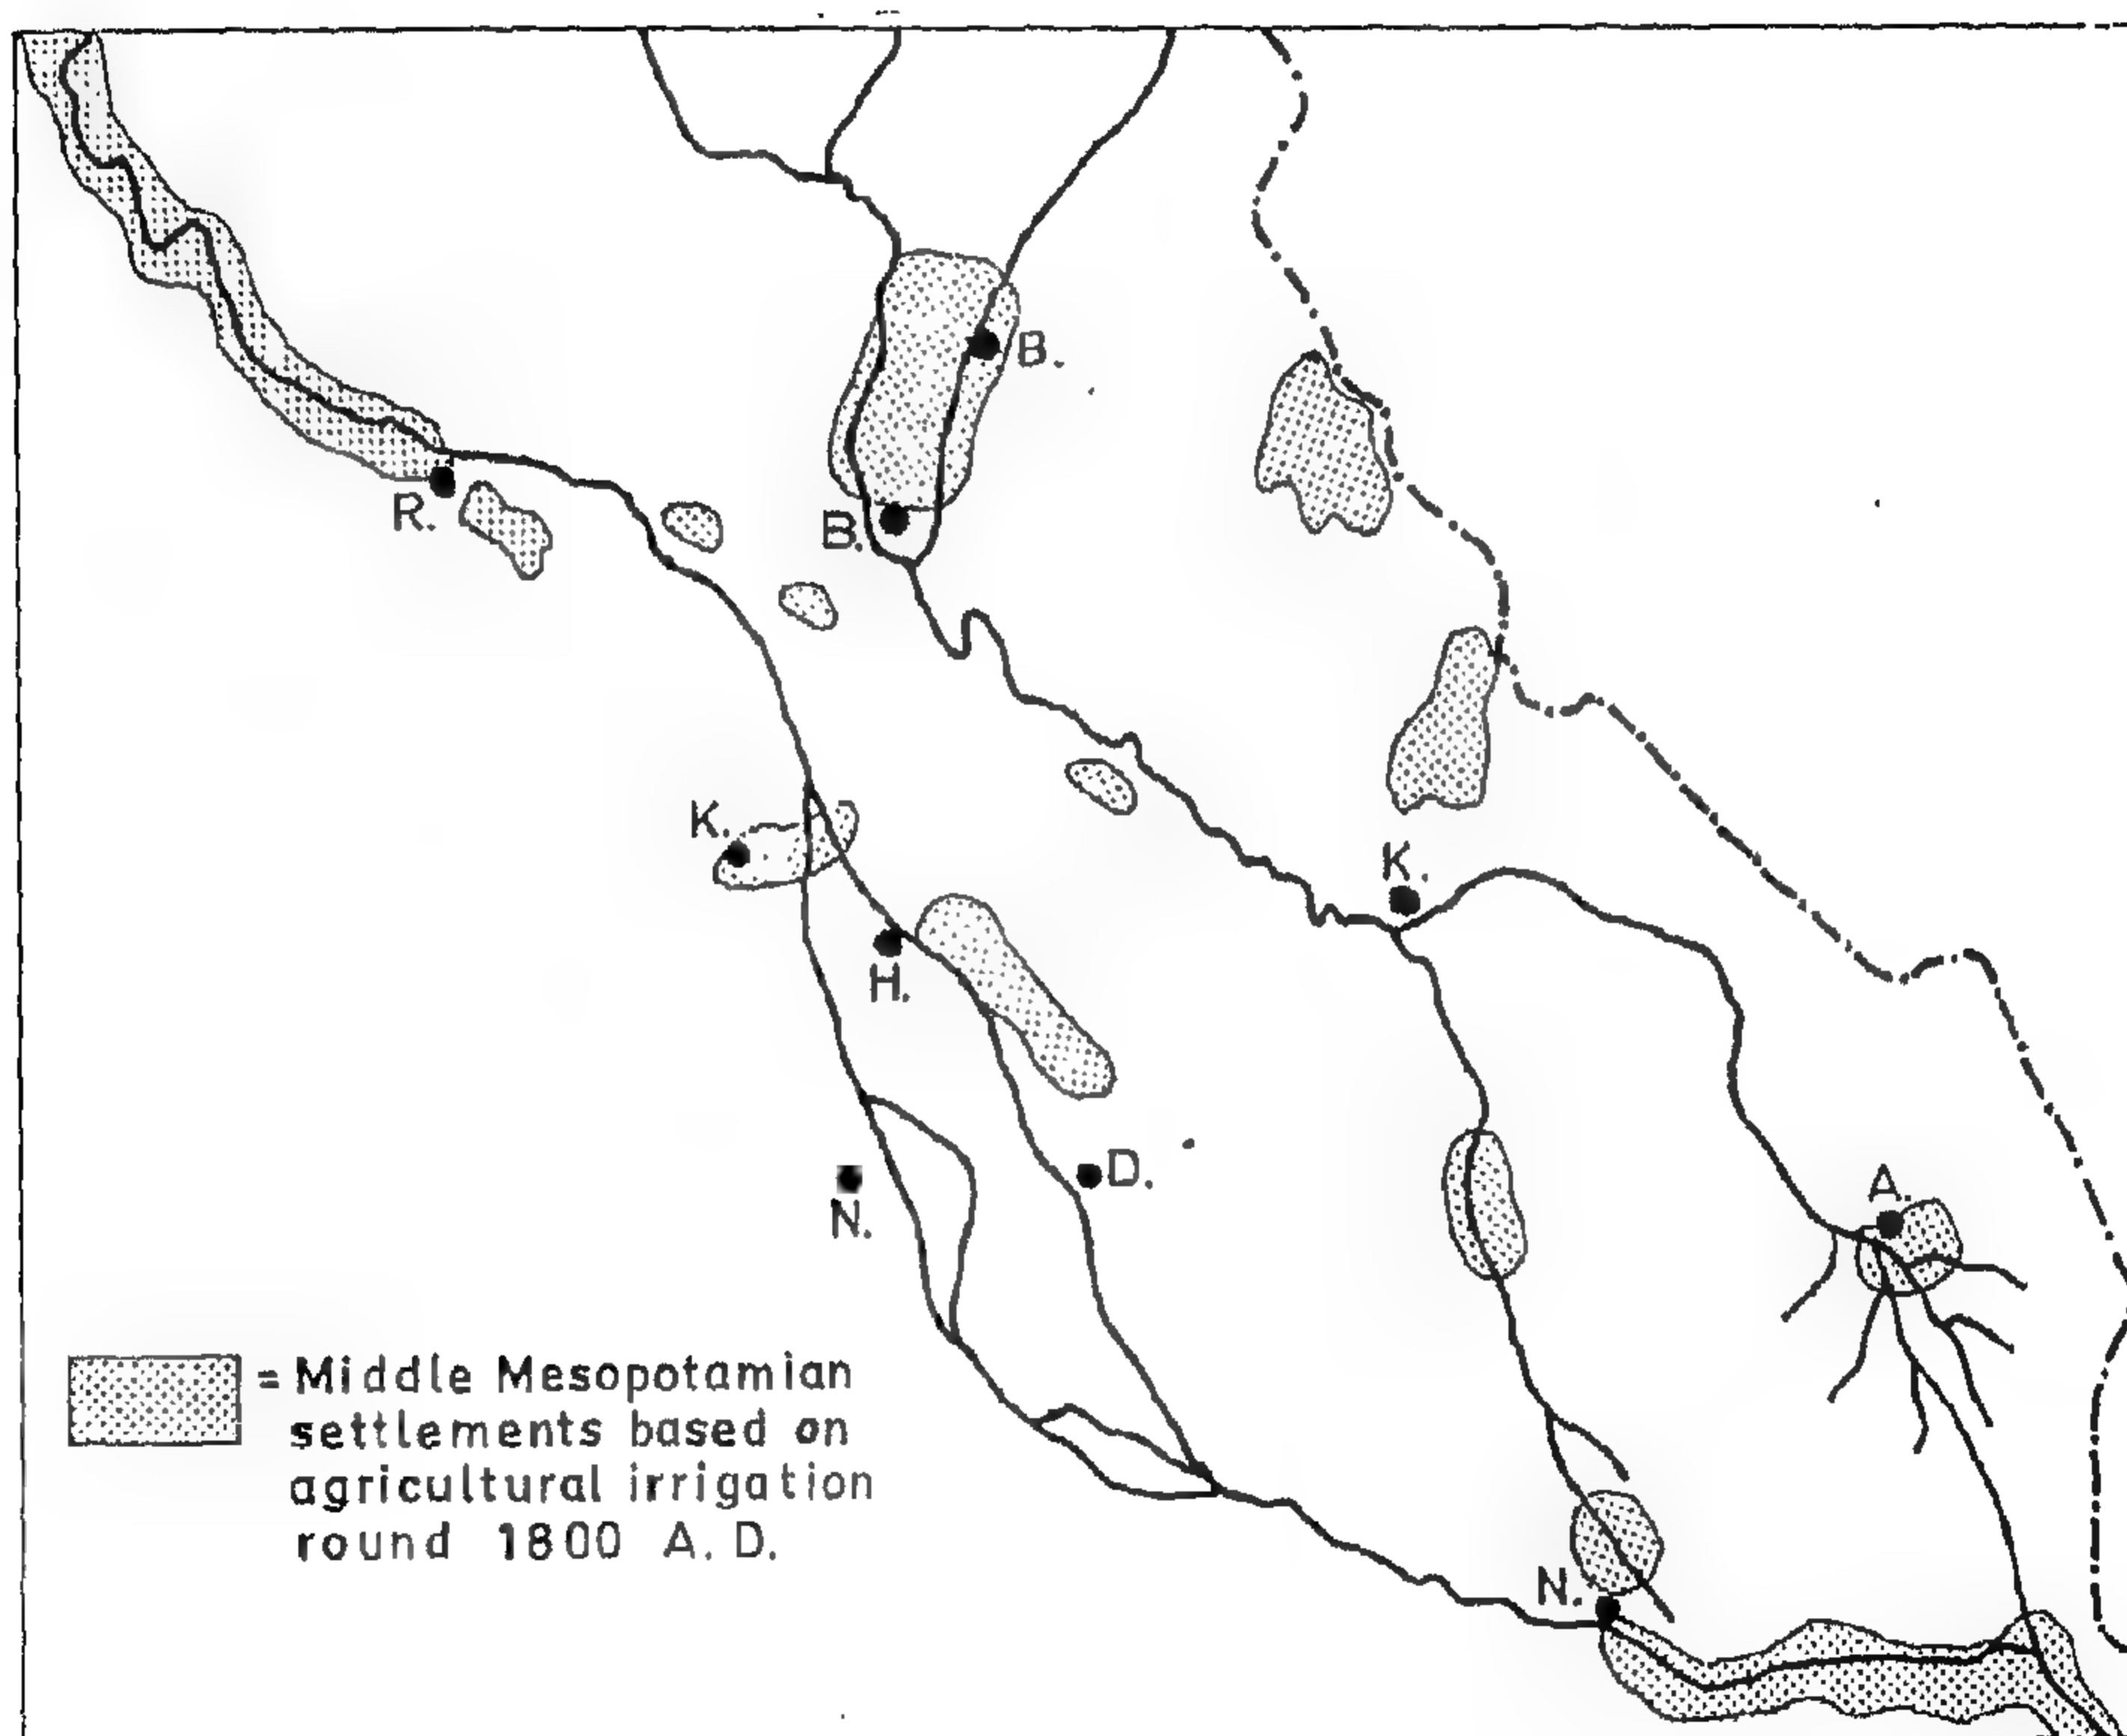 B.
R.
B.
K.
K.
H.
D.
N.
A.
= Middle Mesopotamian
settlements based on
agricultural irrigation
round 1800 A. D.
N.